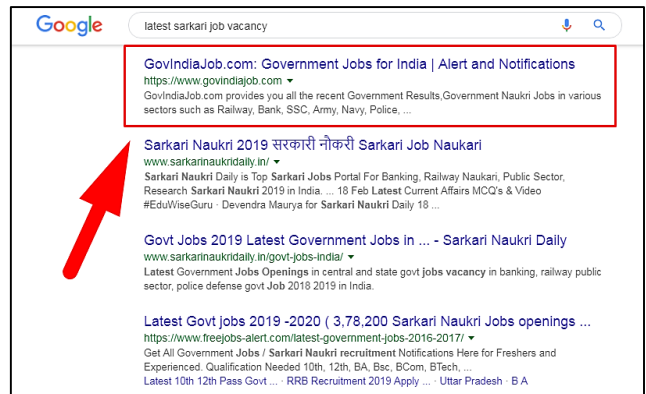 Google
latest sarkari job vacancy
GovIndiaJob.com: Government Jobs for India | Alert and Notifications
https://www.govindiajob.com
GovIndiaJob.com provides you all the recent Government Results,Government Naukri Jobs in various
sectors such as Railway, Bank, SSC, Army, Navy, Police, ...
Sarkari Naukri 2019 सरकारी नौकरी Sarkari Job Naukari
www.sarkarinaukridaily.in/
Sarkari Naukri Daily is Top Sarkari Jobs Portal For Banking, Railway Naukari, Public Sector,
Research Sarkari Naukri 2019 in India. ... 18 Feb Latest Current Affairs MCQ's & Video
#EduWiseGuru · Devendra Maurya for Sarkari Naukri Daily 18 ...
Govt Jobs 2019 Latest Government Jobs in ... - Sarkari Naukri Daily
www.sarkarinaukridaily.in/govt-jobs-india/
Latest Government Jobs Openings in central and state govt jobs vacancy in banking, railway public
sector, police defense govt Job 2018 2019 in India.
Latest Govt jobs 2019 -2020 ( 3,78,200 Sarkari Naukri Jobs openings ...
https://www.freejobs-alert.com/latest-government-jobs-2016-2017/
Get All Government Jobs / Sarkari Naukri recruitment Notifications Here for Freshers and
Experienced. Qualification Needed 10th, 12th, BA, Bsc, BCom, BTech, ...
Latest 10th 12th Pass Govt ... · RRB Recruitment 2019 Apply ... · Uttar Pradesh · B A